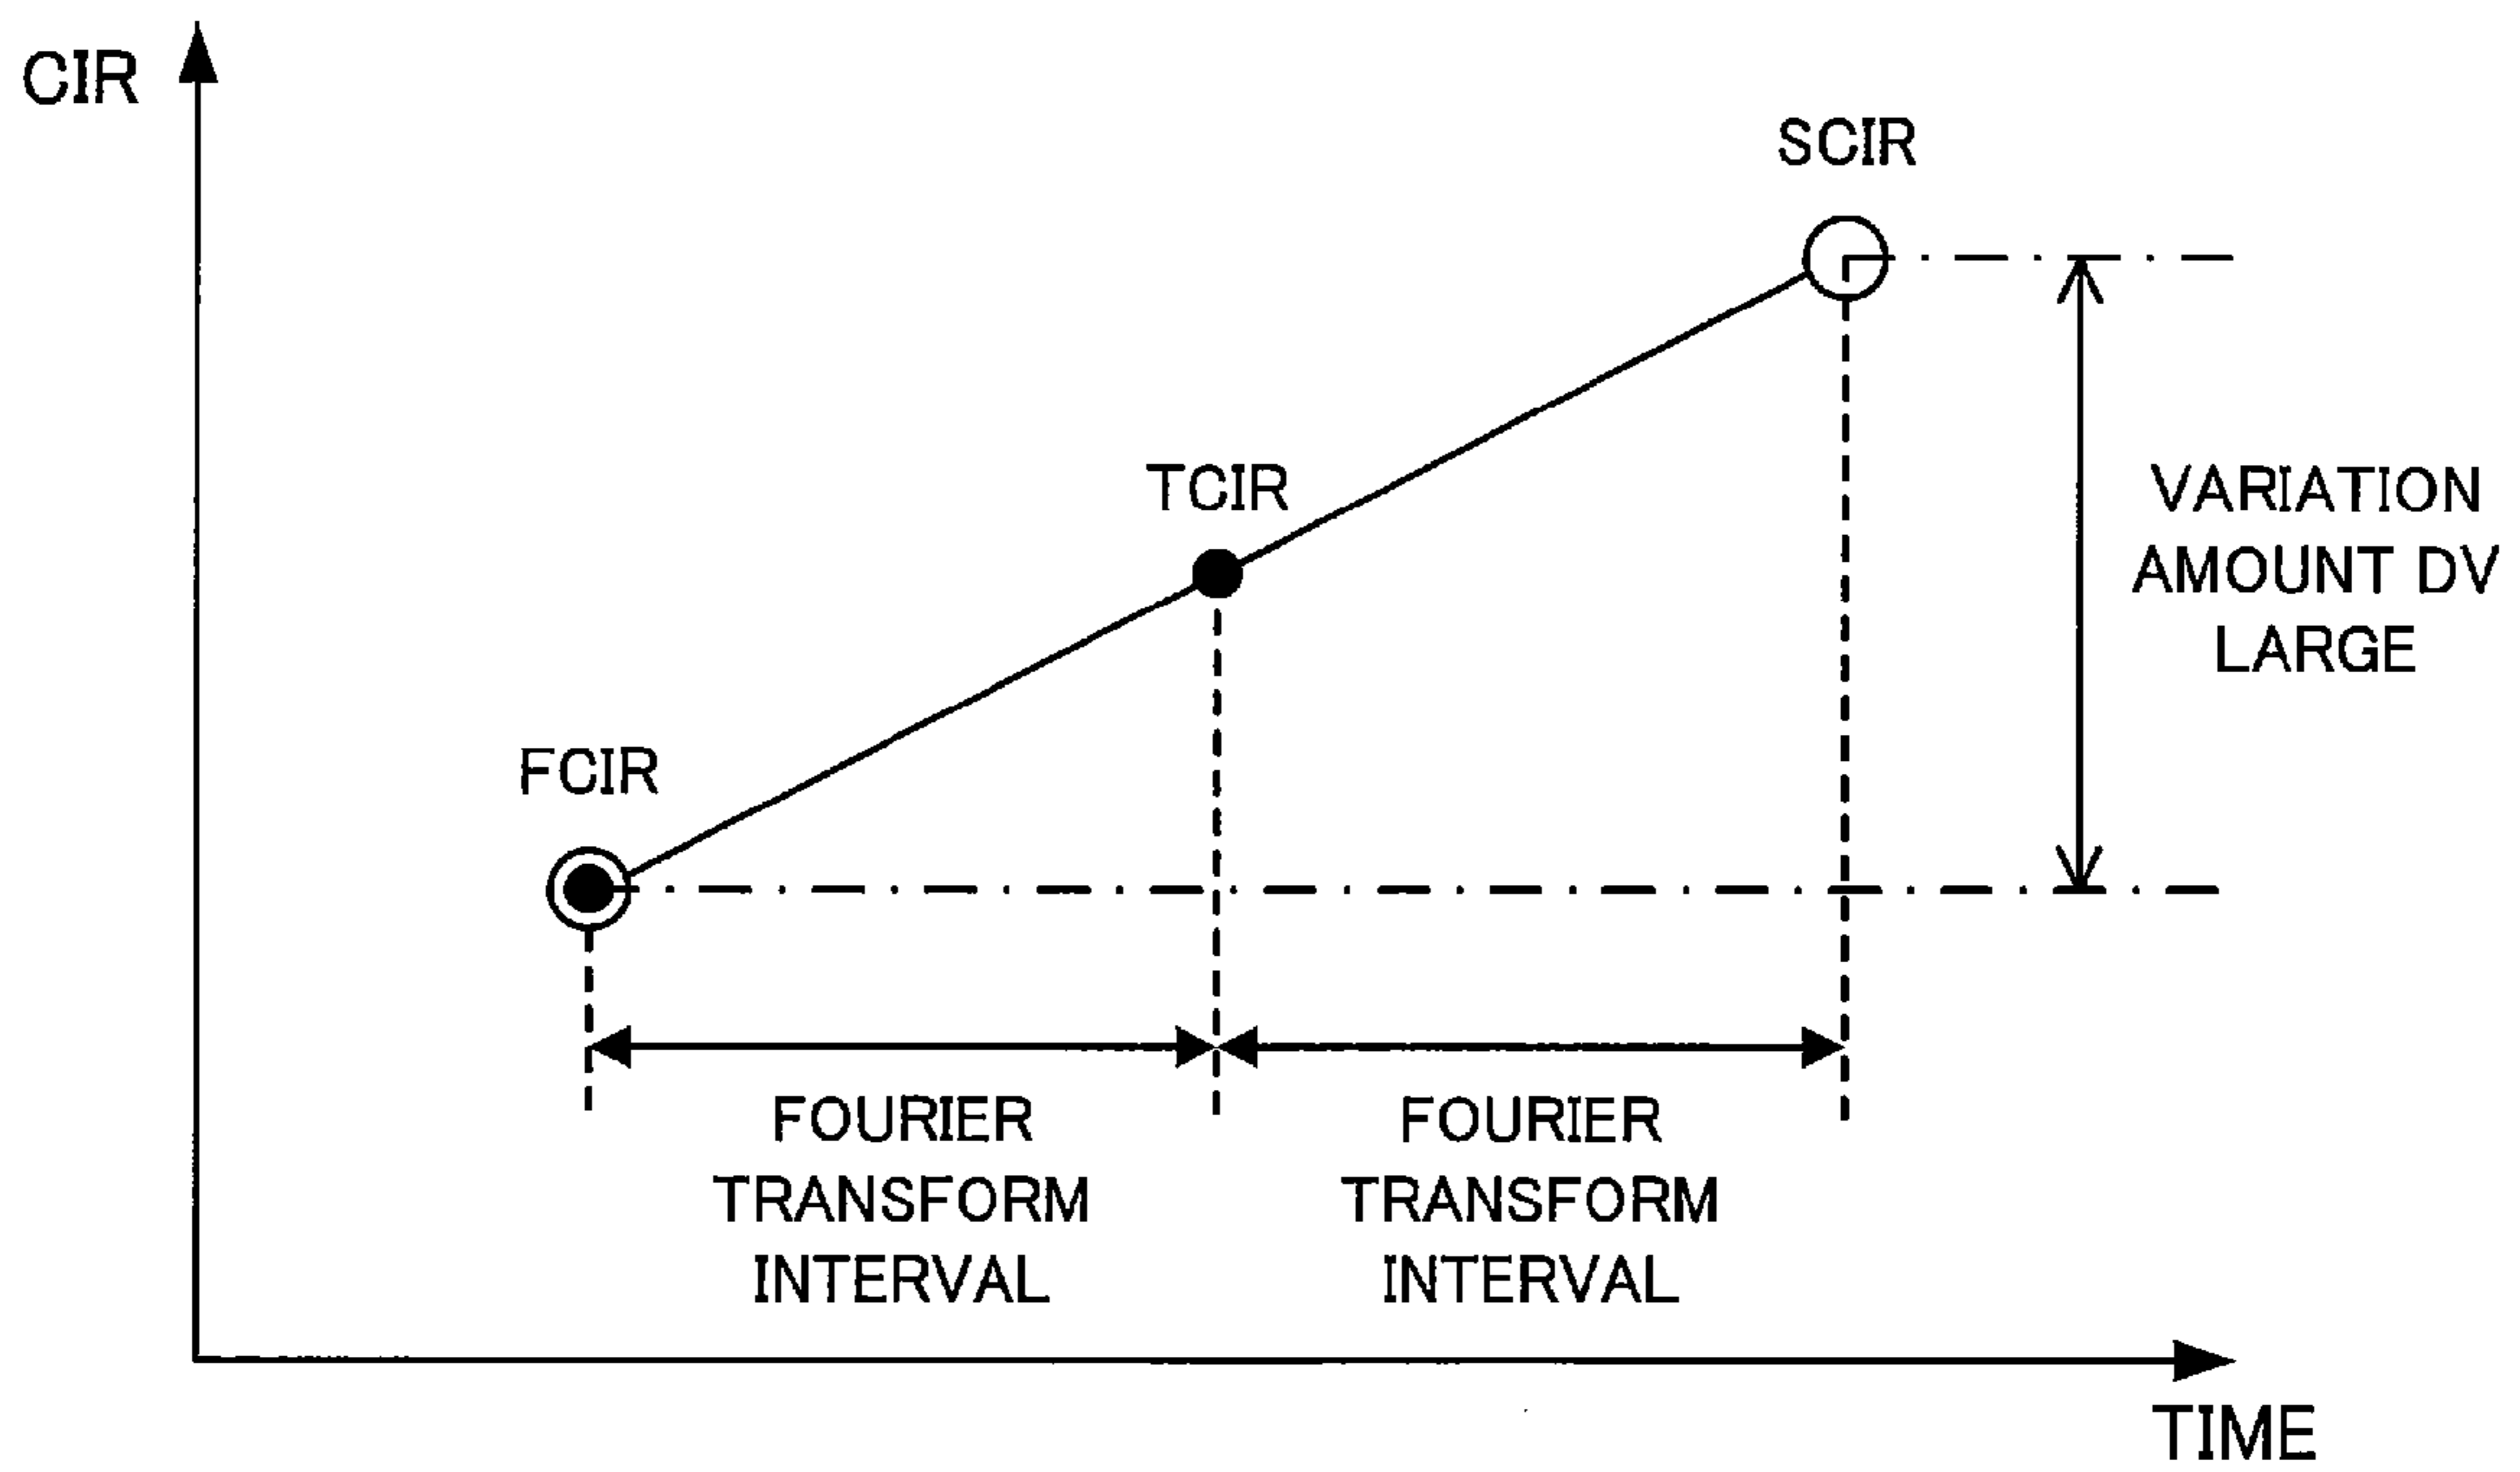 CIR
SCIR
TCIR
VARIATION
AMOUNT DV
LARGE
FCIR
FOURIER
TRANSFORM
INTERVAL
FOURIER
TRANSFORM
INTERVAL
TIME